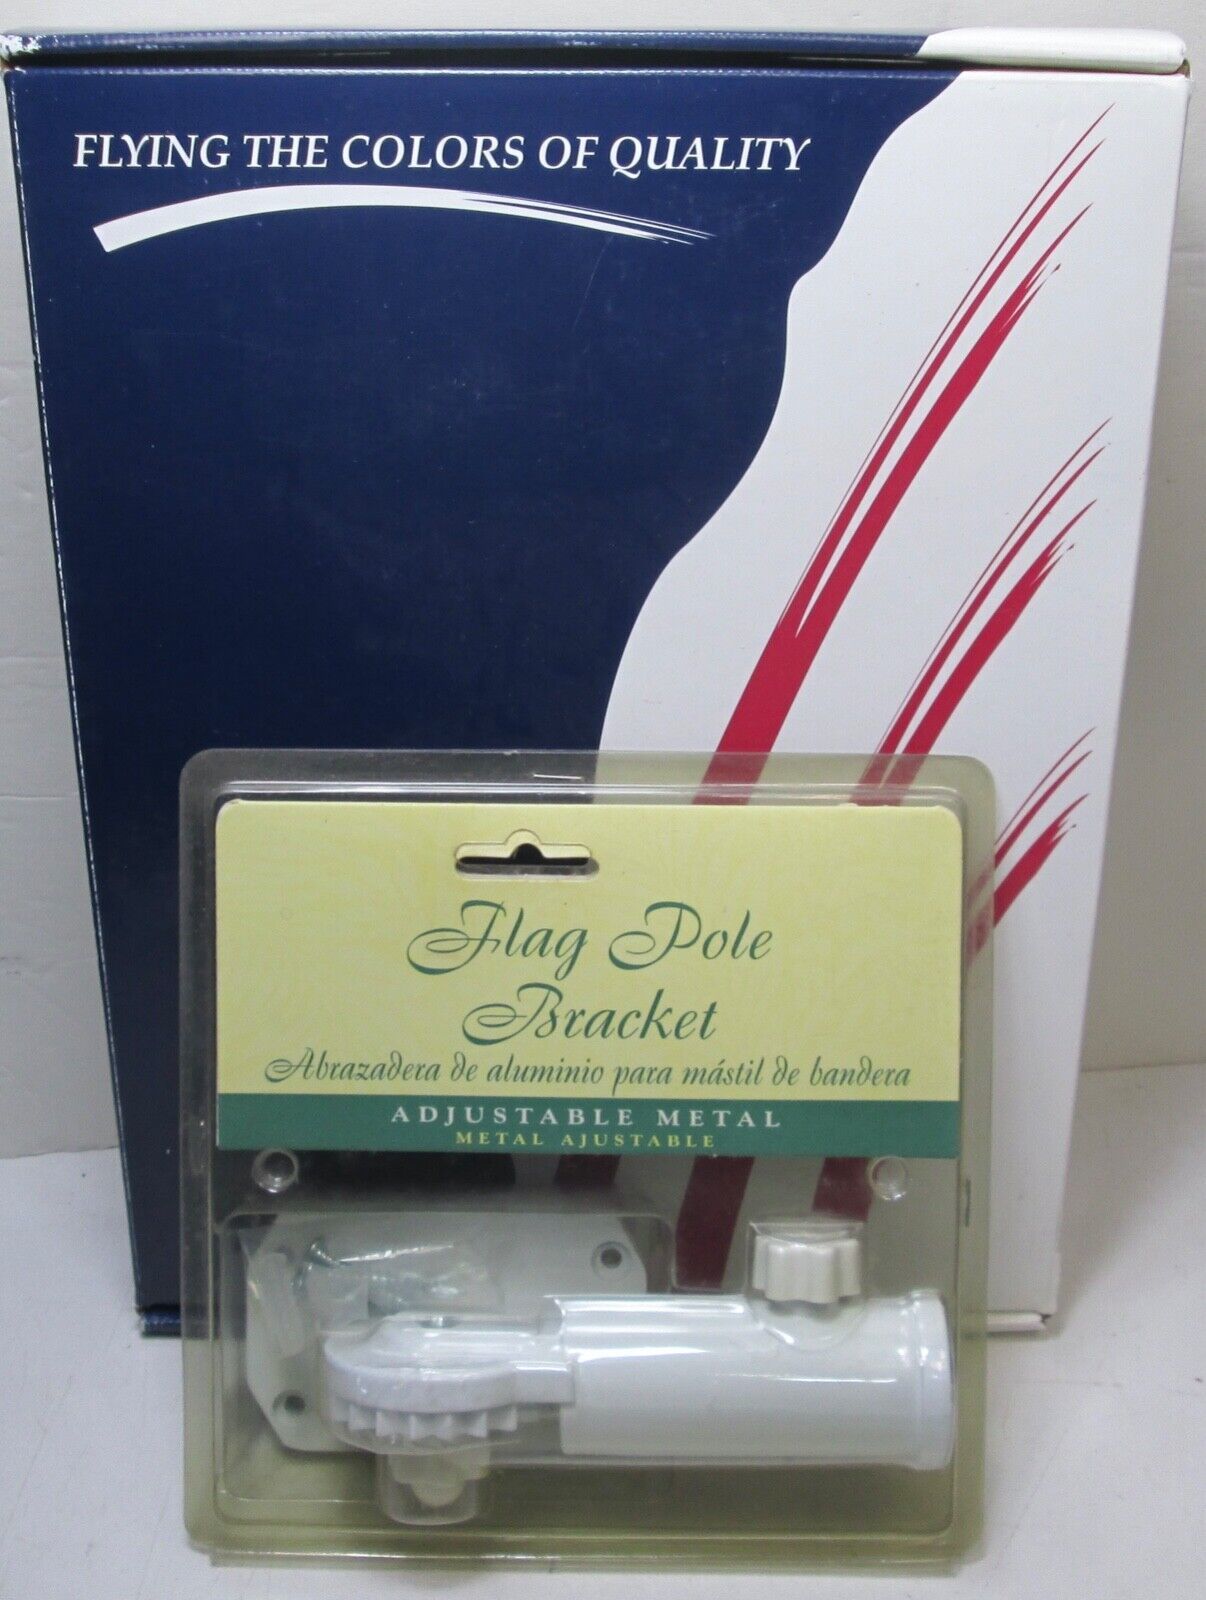 FLYING THE COLORS OF QUALITY
Flag Pole
Bracket
Abrazadera de aluminio para mástil de bandera
ADJUSTABLE METAL
METAL AJUSTABLE